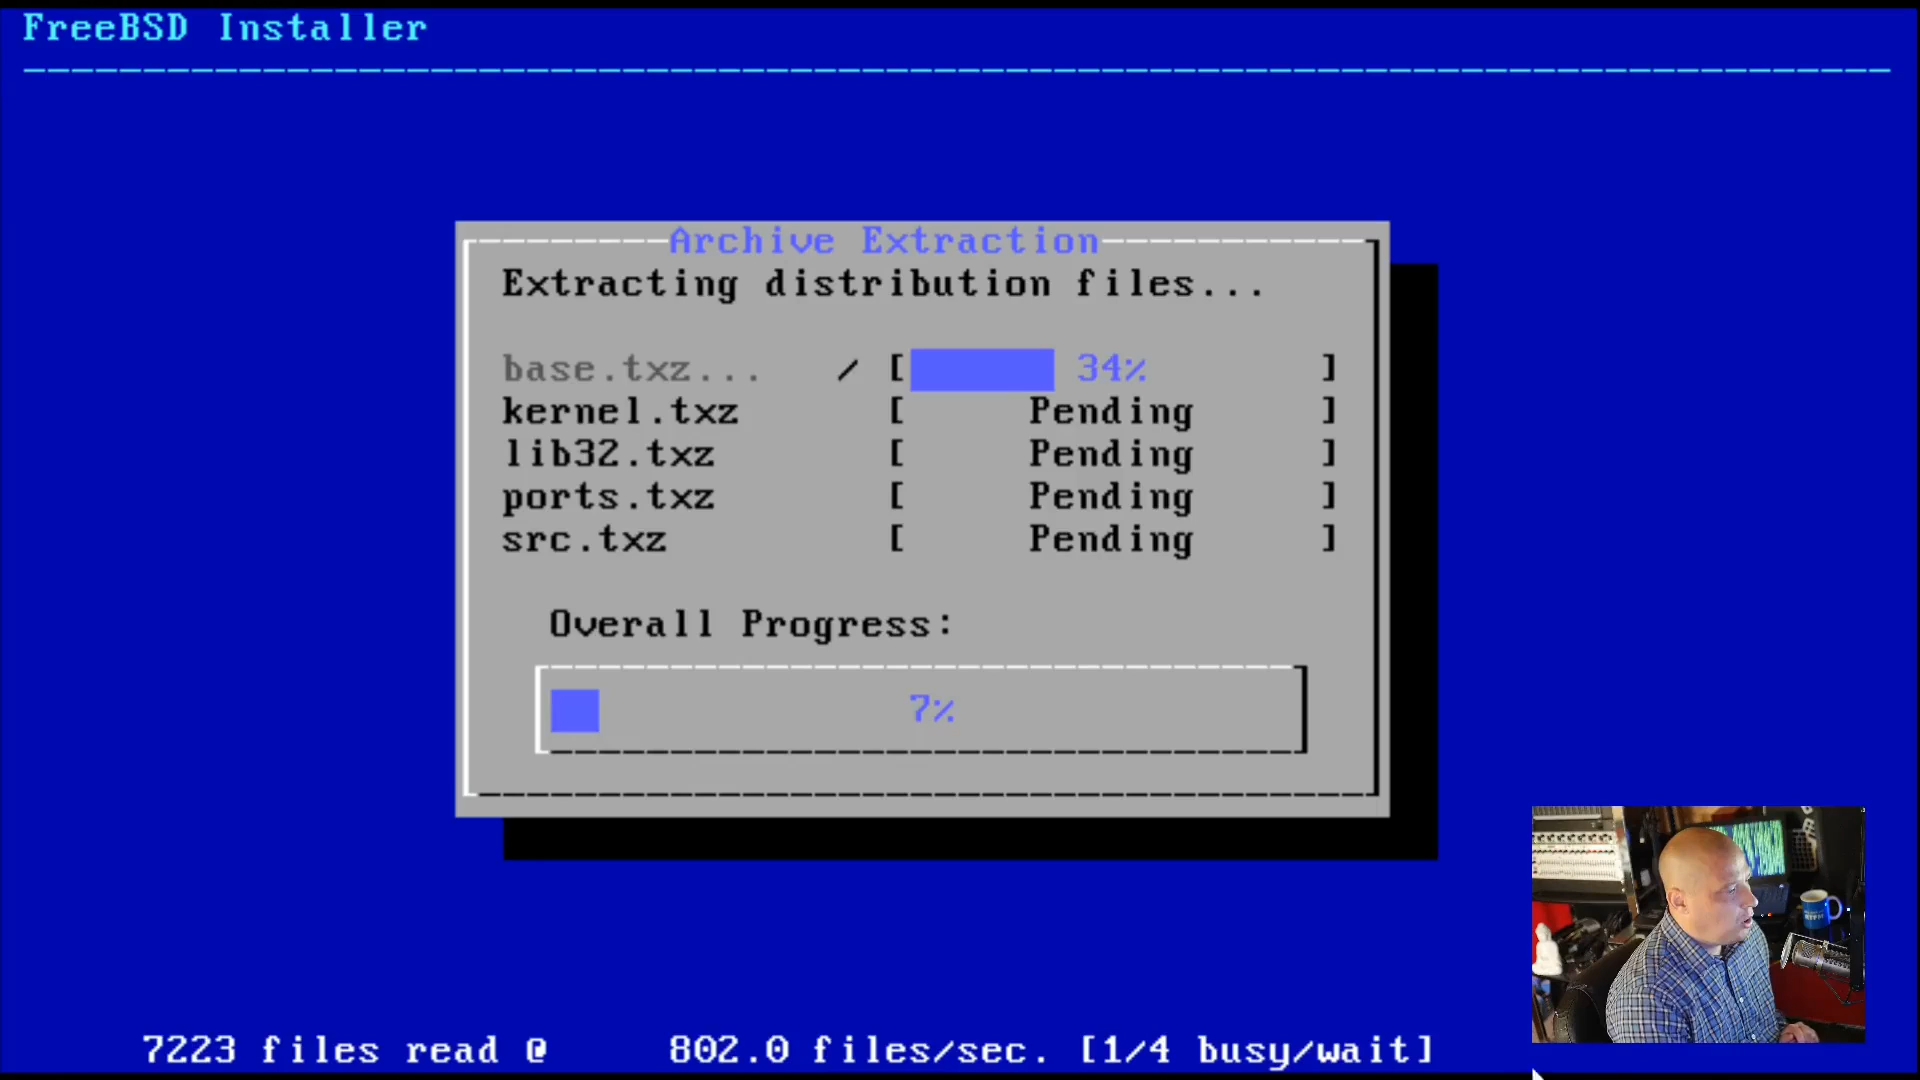 FreeBSD Installer
Archive Extraction
Extracting distribution files...
base.txz... / [ 34% ]
kernel.txz [ Pending ]
lib32.txz [ Pending ]
ports.txz [ Pending ]
src.txz [ Pending ]
Overall Progress:
7%
7223 files read @ 802.0 files/sec. [1/4 busy/wait]